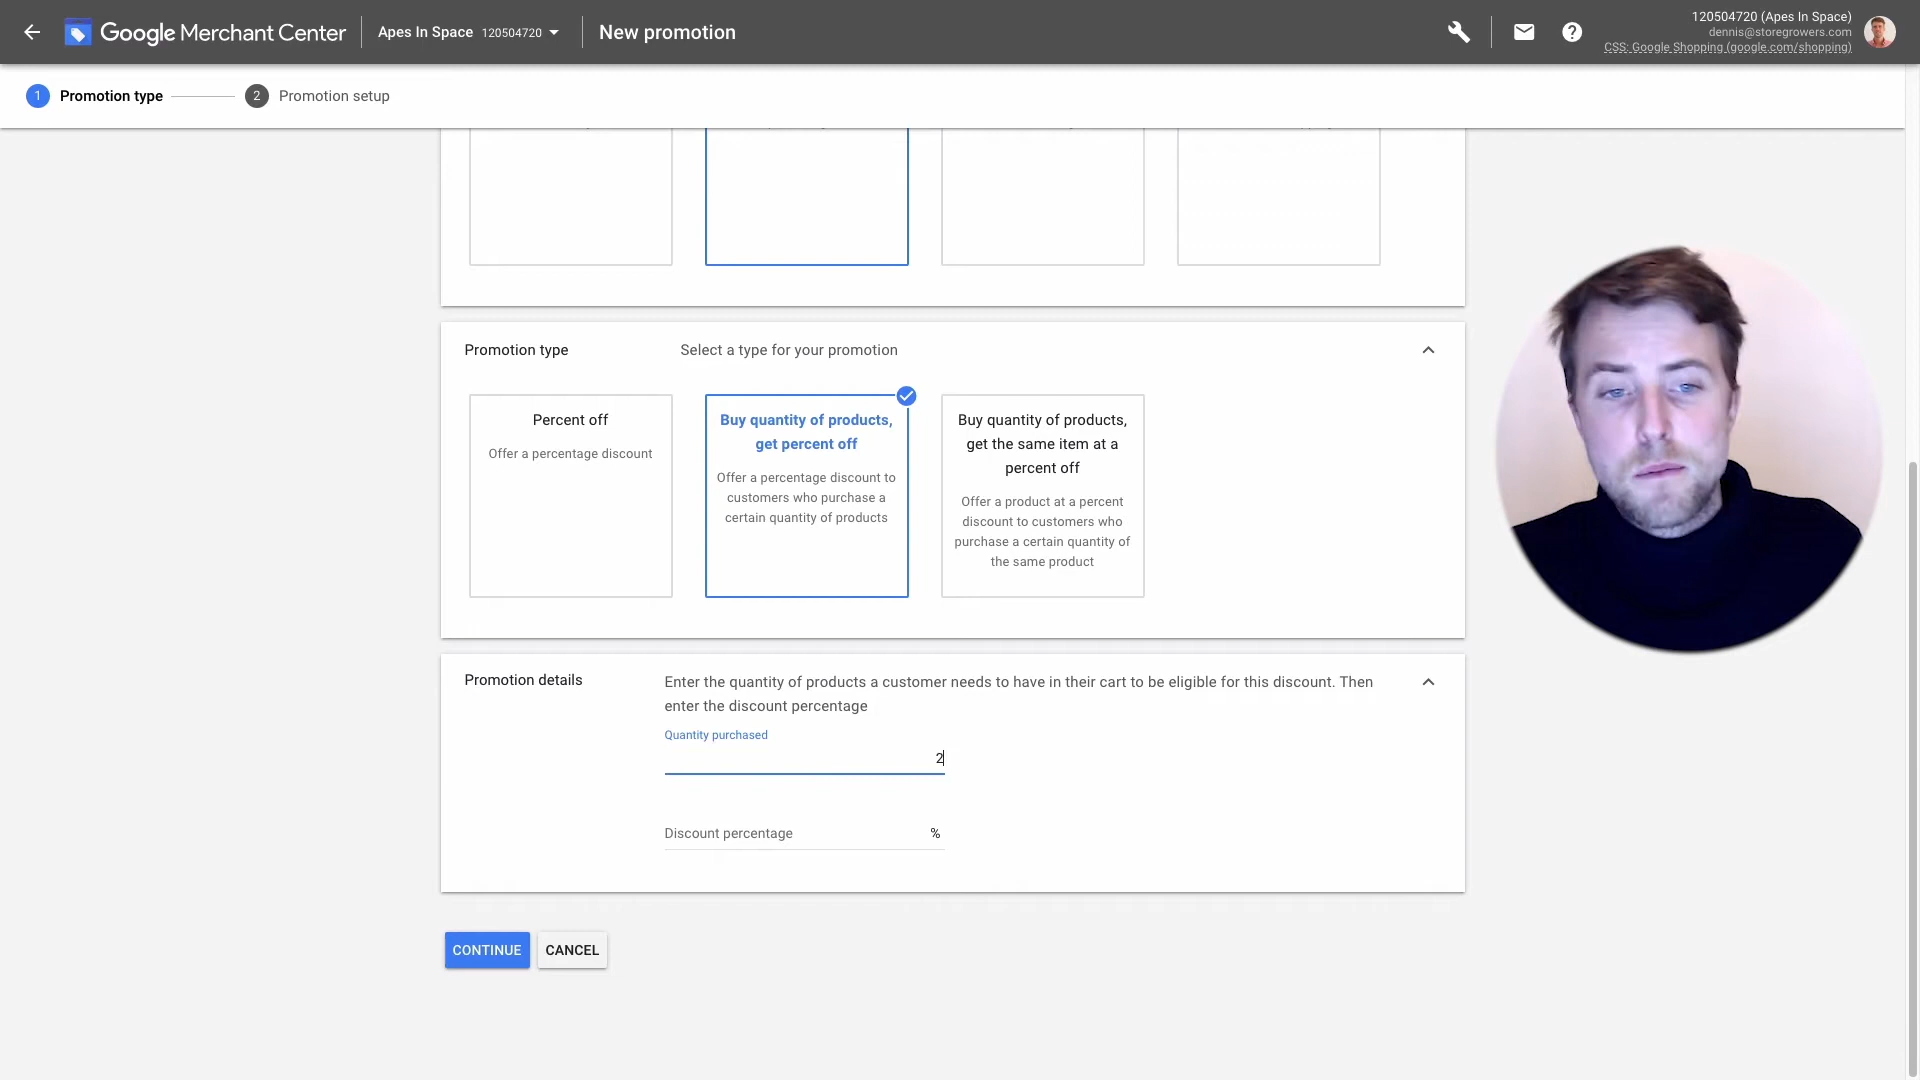 Google Merchant Center
Apes In Space 120504720
New promotion
120504720 (Apes In Space)
dennis@storegrowers.com
CSS: Google Shopping (google.com/shopping)
1 Promotion type
2 Promotion setup
Promotion type
Select a type for your promotion
Percent off
Offer a percentage discount
Buy quantity of products,
get percent off
Offer a percentage discount to
customers who purchase a
certain quantity of products
Buy quantity of products,
get the same item at a
percent off
Offer a product at a percent
discount to customers who
purchase a certain quantity of
the same product
Promotion details
Enter the quantity of products a customer needs to have in their cart to be eligible for this discount. Then
enter the discount percentage
Quantity purchased
2
Discount percentage %
CONTINUE
CANCEL